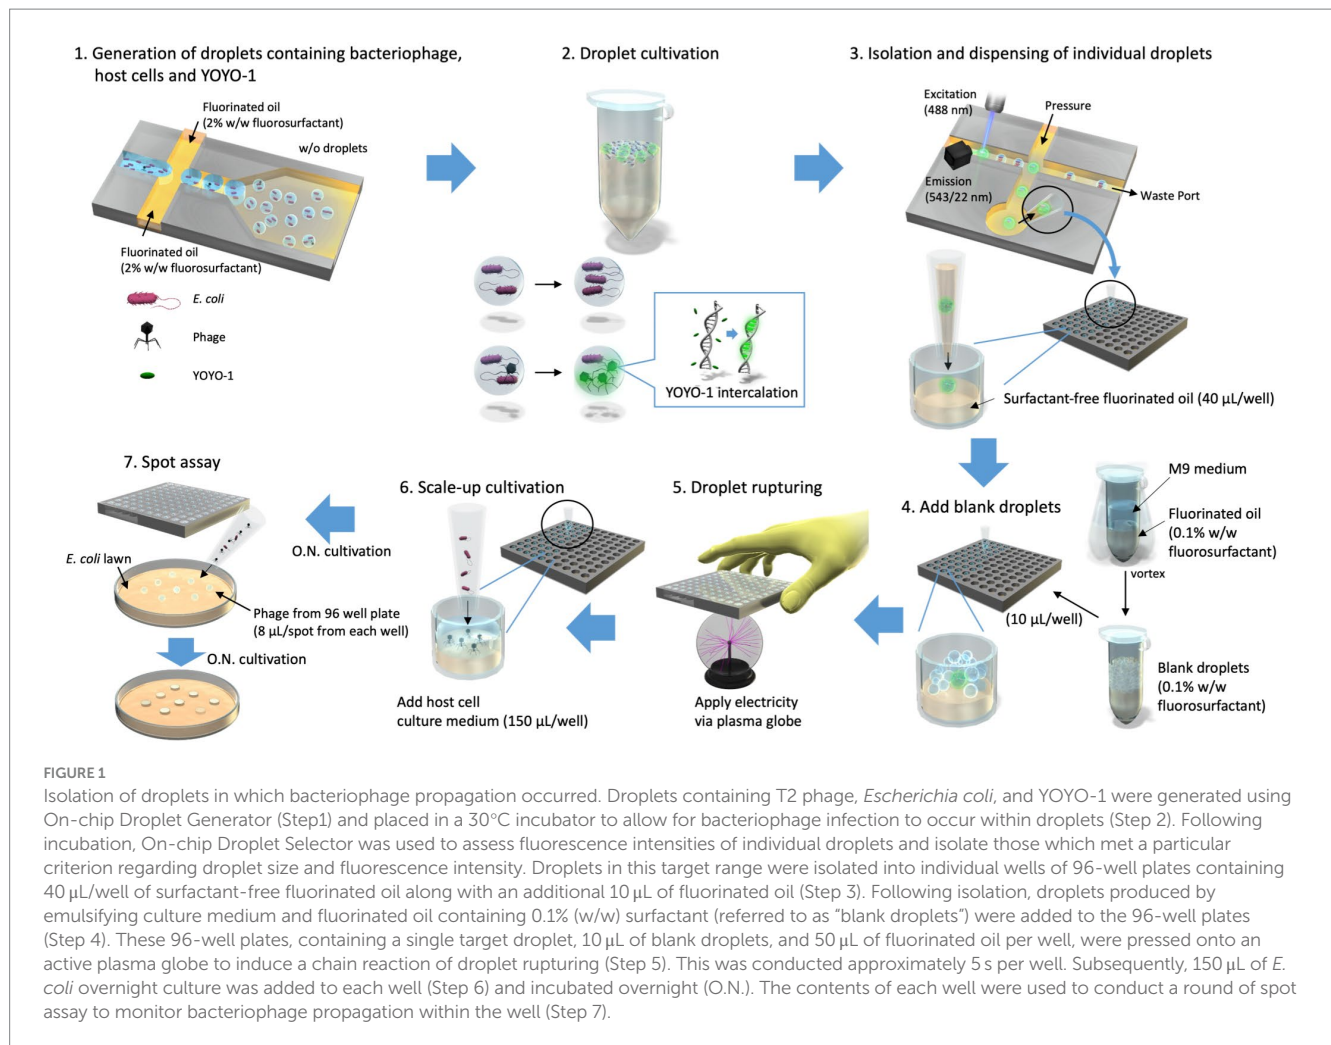 1. Generation of droplets containing bacteriophage,
host cells and YOYO-1
Fluorinated oil
(2% w/w fluorosurfactant)
w/o droplets
Fluorinated oil
(2% w/w fluorosurfactant)
E. coli
Phage
YOYO-1
2. Droplet cultivation
YOYO-1 intercalation
3. Isolation and dispensing of individual droplets
Excitation
(488 nm)
Pressure
Emission
(543/22 nm)
Waste Port
Surfactant-free fluorinated oil (40 µL/well)
4. Add blank droplets
M9 medium
Fluorinated oil
(0.1% w/w
fluorosurfactant)
vortex
(10 µL/well)
Blank droplets
(0.1% w/w
fluorosurfactant)
5. Droplet rupturing
Apply electricity
via plasma globe
6. Scale-up cultivation
Add host cell
culture medium (150 µL/well)
O.N. cultivation
7. Spot assay
E. coli lawn
Phage from 96 well plate
(8 µL/spot from each well)
O.N. cultivation
FIGURE 1
Isolation of droplets in which bacteriophage propagation occurred. Droplets containing T2 phage, Escherichia coli, and YOYO-1 were generated using
On-chip Droplet Generator (Step1) and placed in a 30°C incubator to allow for bacteriophage infection to occur within droplets (Step 2). Following
incubation, On-chip Droplet Selector was used to assess fluorescence intensities of individual droplets and isolate those which met a particular
criterion regarding droplet size and fluorescence intensity. Droplets in this target range were isolated into individual wells of 96-well plates containing
40 µL/well of surfactant-free fluorinated oil along with an additional 10 µL of fluorinated oil (Step 3). Following isolation, droplets produced by
emulsifying culture medium and fluorinated oil containing 0.1% (w/w) surfactant (referred to as “blank droplets”) were added to the 96-well plates
(Step 4). These 96-well plates, containing a single target droplet, 10 µL of blank droplets, and 50 µL of fluorinated oil per well, were pressed onto an
active plasma globe to induce a chain reaction of droplet rupturing (Step 5). This was conducted approximately 5 s per well. Subsequently, 150 µL of E.
coli overnight culture was added to each well (Step 6) and incubated overnight (O.N.). The contents of each well were used to conduct a round of spot
assay to monitor bacteriophage propagation within the well (Step 7).